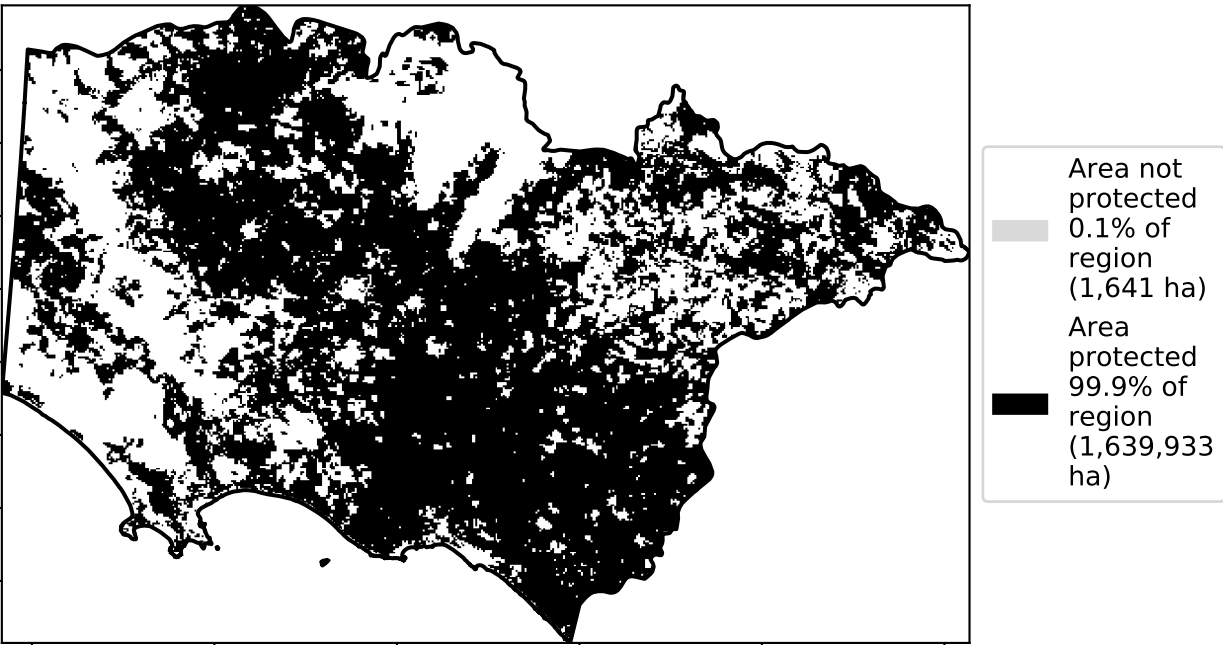 Area not
protected
0.1% of
region
(1,641 ha)
Area
protected
99.9% of
region
(1,639,933
ha)